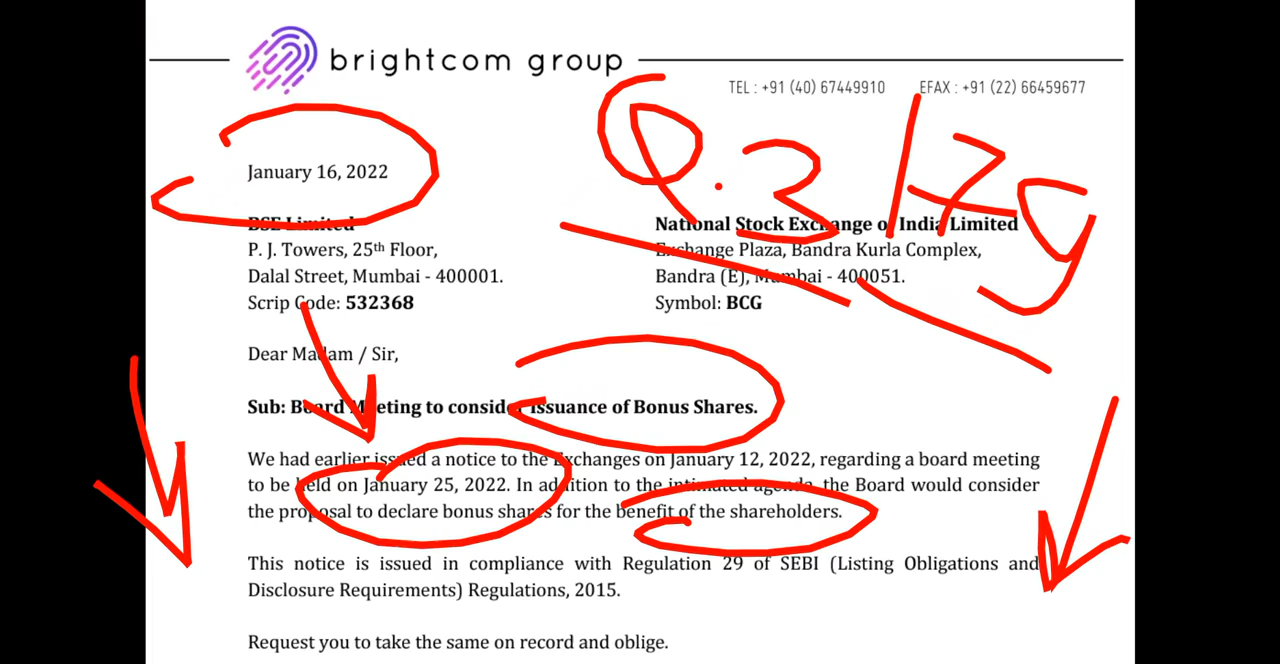 brightcom group
TEL : +91 (40) 67449910 EFAX : +91 (22) 66459677
January 16, 2022
BSE Limited National Stock Exchange of India Limited
P. J. Towers, 25th Floor, Exchange Plaza, Bandra Kurla Complex,
Dalal Street, Mumbai - 400001. Bandra (E), Mumbai - 400051.
Scrip Code: 532368 Symbol: BCG
Dear Madam / Sir,
Sub: Board Meeting to consider Issuance of Bonus Shares.
We had earlier issued a notice to the Exchanges on January 12, 2022, regarding a board meeting
to be held on January 25, 2022. In addition to the intimated agenda, the Board would consider
the proposal to declare bonus shares for the benefit of the shareholders.
This notice is issued in compliance with Regulation 29 of SEBI (Listing Obligations and
Disclosure Requirements) Regulations, 2015.
Request you to take the same on record and oblige.